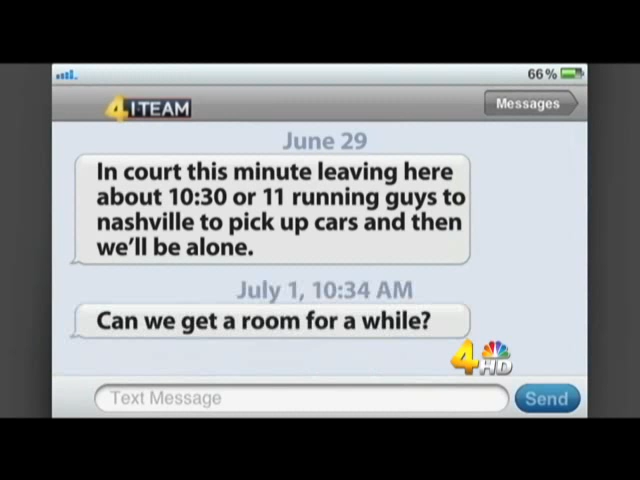 66%
4 I TEAM
Messages
June 29
In court this minute leaving here
about 10:30 or 11 running guys to
nashville to pick up cars and then
we'll be alone.
July 1, 10:34 AM
Can we get a room for a while?
4
HD
Text Message
Send